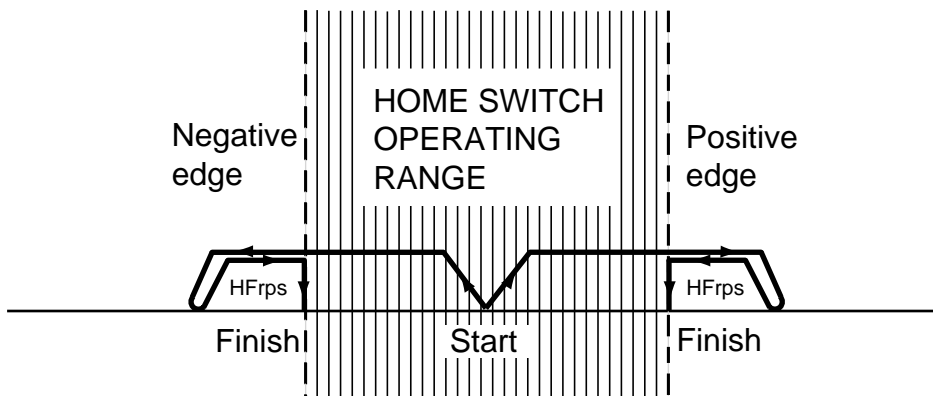 HOME SWITCH
OPERATING
RANGE
Negative
edge
Positive
edge
HFrps
HFrps
Finish
Start
Finish